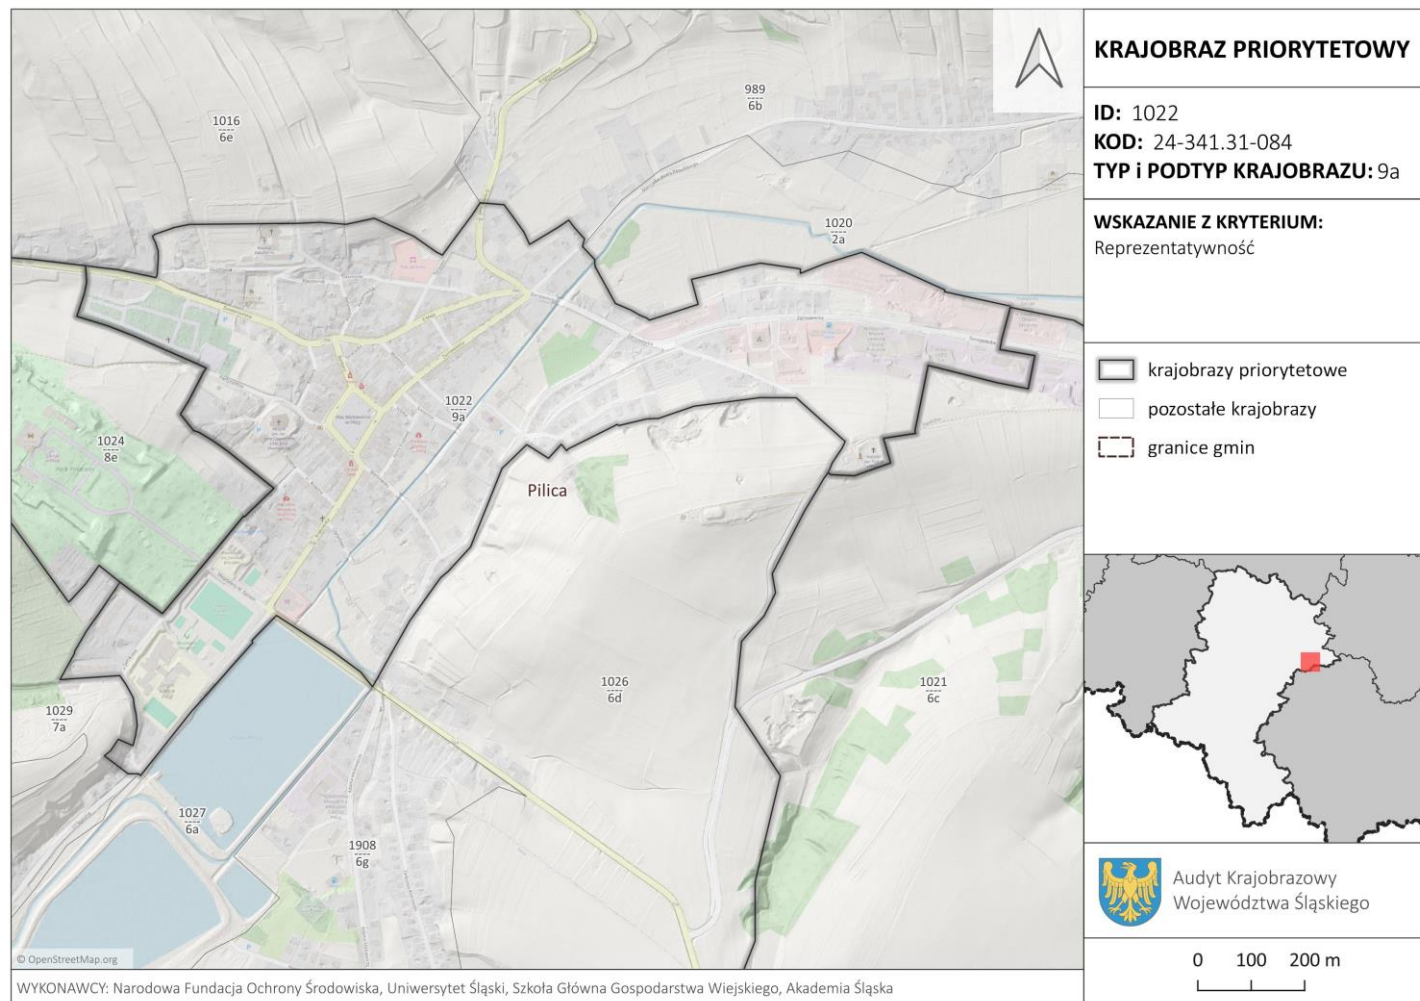 1016
6e
989
6b
1020
2a
1022
9a
1024
8e
Pilica
1026
6d
1021
6c
1029
7a
1027
6a
1908
6g
© OpenStreetMap.org
WYKONAWCY: Narodowa Fundacja Ochrony Środowiska, Uniwersytet Śląski, Szkoła Główna Gospodarstwa Wiejskiego, Akademia Śląska
KRAJOBRAZ PRIORYTETOWY
ID: 1022
KOD: 24-341.31-084
TYP i PODTYP KRAJOBRAZU: 9a
WSKAZANIE Z KRYTERIUM:
Reprezentatywność
krajobrazy priorytetowe
pozostałe krajobrazy
granice gmin
Audyt Krajobrazowy
Województwa Śląskiego
0 100 200 m